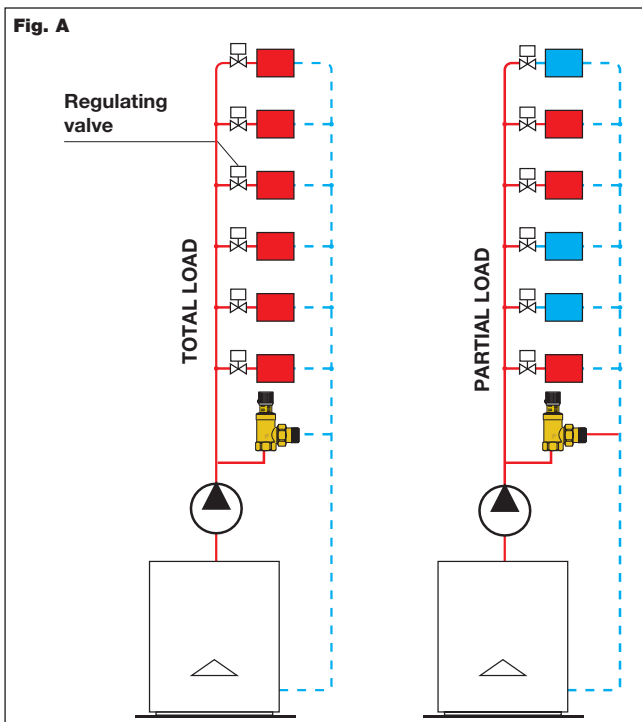 Fig. A
Regulating
valve
TOTAL LOAD
PARTIAL LOAD